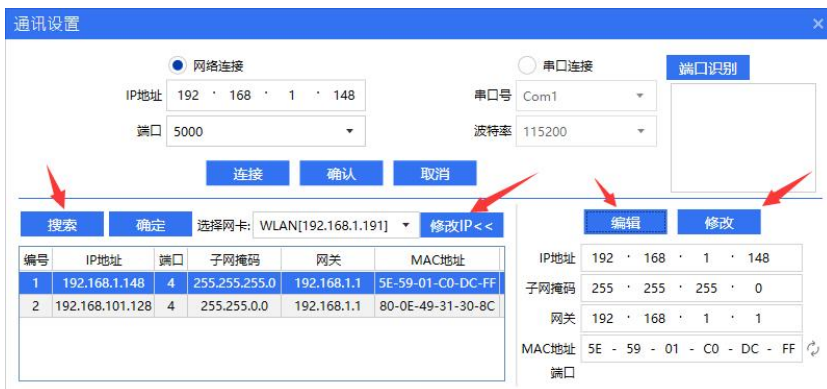 通讯设置
网络连接 串口连接 端口识别
IP地址 192 · 168 · 1 · 148 串口号 Com1
端口 5000 波特率 115200
连接 确认 取消
搜索 确定 选择网卡: WLAN[192.168.1.191] 修改IP<< 编辑 修改
编号 IP地址 端口 子网掩码 网关 MAC地址
1 192.168.1.148 4 255.255.255.0 192.168.1.1 5E-59-01-C0-DC-FF
2 192.168.101.128 4 255.255.0.0 192.168.1.1 80-0E-49-31-30-8C
IP地址 192 · 168 · 1 · 148
子网掩码 255 · 255 · 255 · 0
网关 192 · 168 · 1 · 1
MAC地址 5E - 59 - 01 - C0 - DC - FF
端口